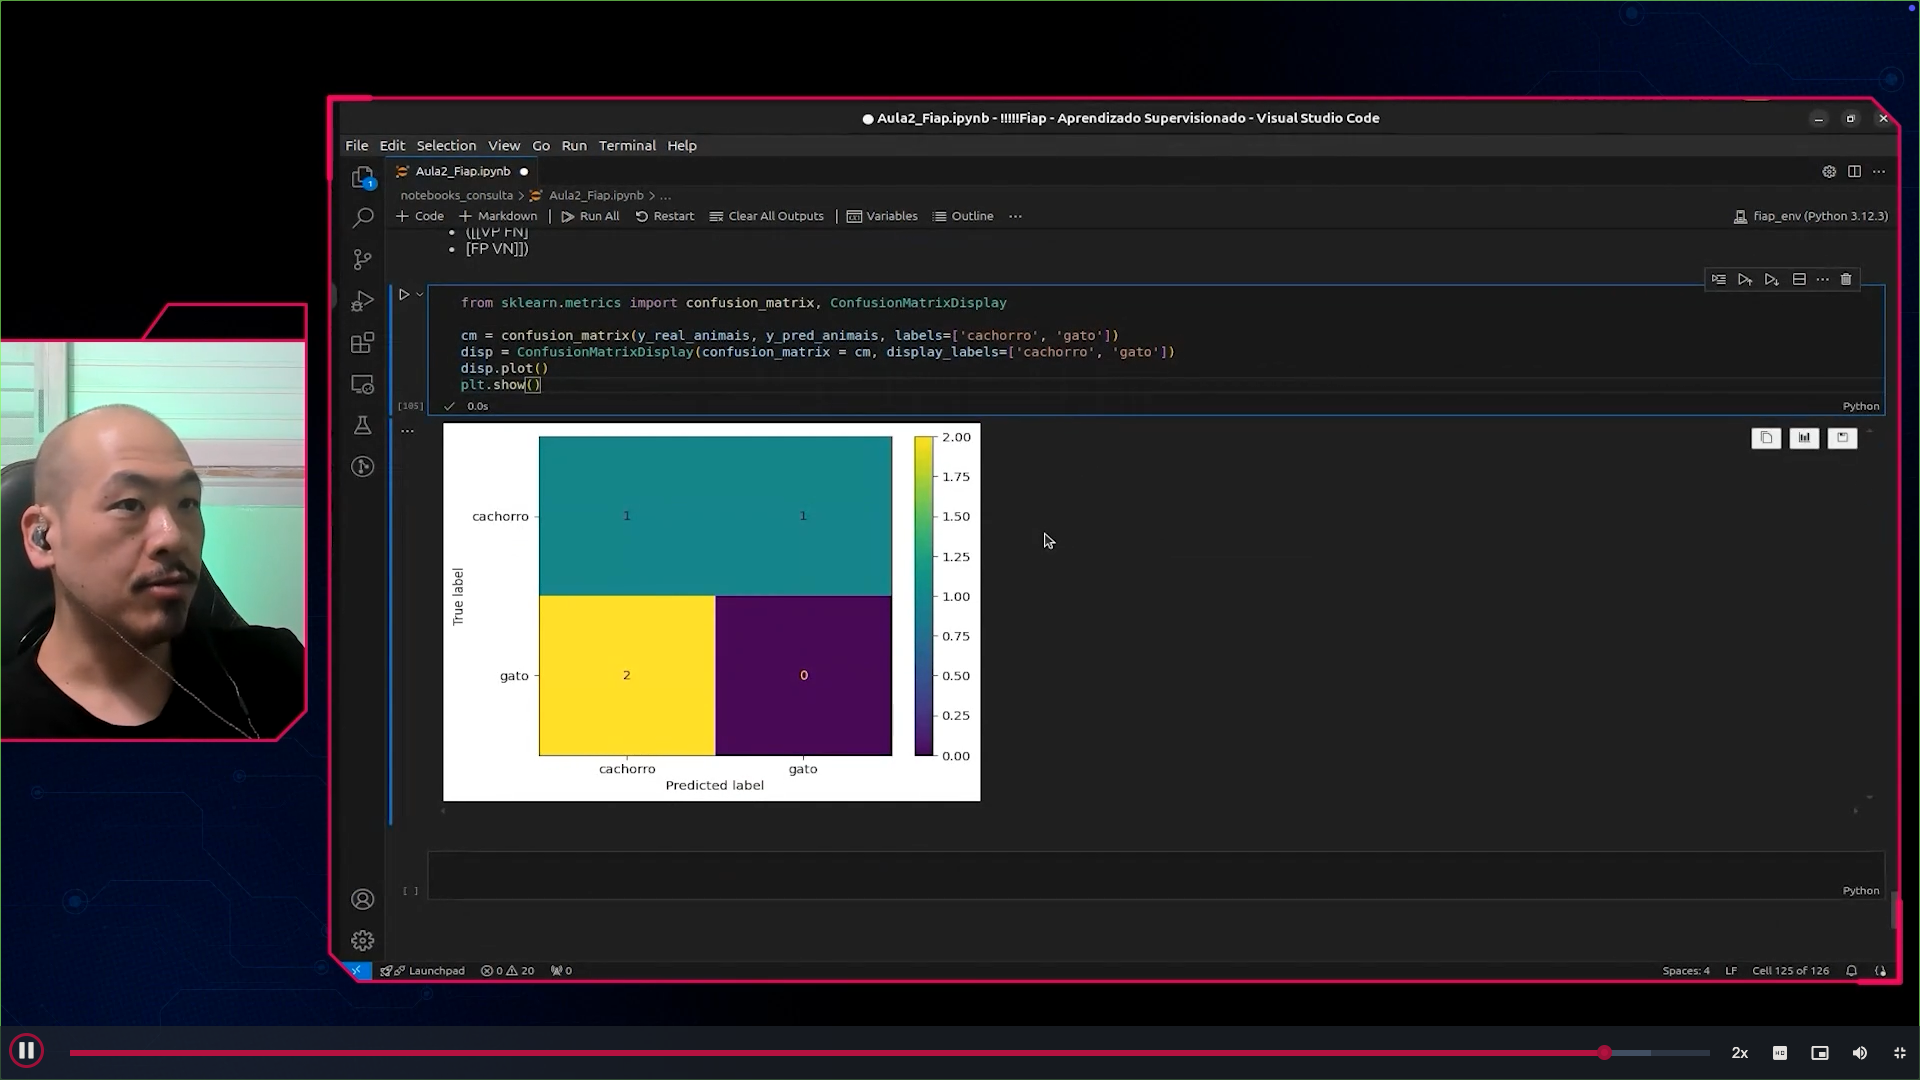 Aula2_Fiap.ipynb - !!!!!Fiap - Aprendizado Supervisionado - Visual Studio Code
File Edit Selection View Go Run Terminal Help
1
Aula2_Fiap.ipynb
notebooks_consulta > Aula2_Fiap.ipynb > ...
+ Code + Markdown | Run All Restart Clear All Outputs | Variables Outline ...
fiap_env (Python 3.12.3)
([[VP FN]
[FP VN]])
from sklearn.metrics import confusion_matrix, ConfusionMatrixDisplay
cm = confusion_matrix(y_real_animais, y_pred_animais, labels=['cachorro', 'gato'])
disp = ConfusionMatrixDisplay(confusion_matrix = cm, display_labels=['cachorro', 'gato'])
disp.plot()
plt.show()
[105] 0.0s Python
2.00
1.75
1.50
1.25
1.00
0.75
0.50
0.25
0.00
cachorro 1 1
True label
gato 2 0
cachorro gato
Predicted label
[ ] Python
Launchpad 0 20 0
Spaces: 4 LF Cell 125 of 126
2x HD